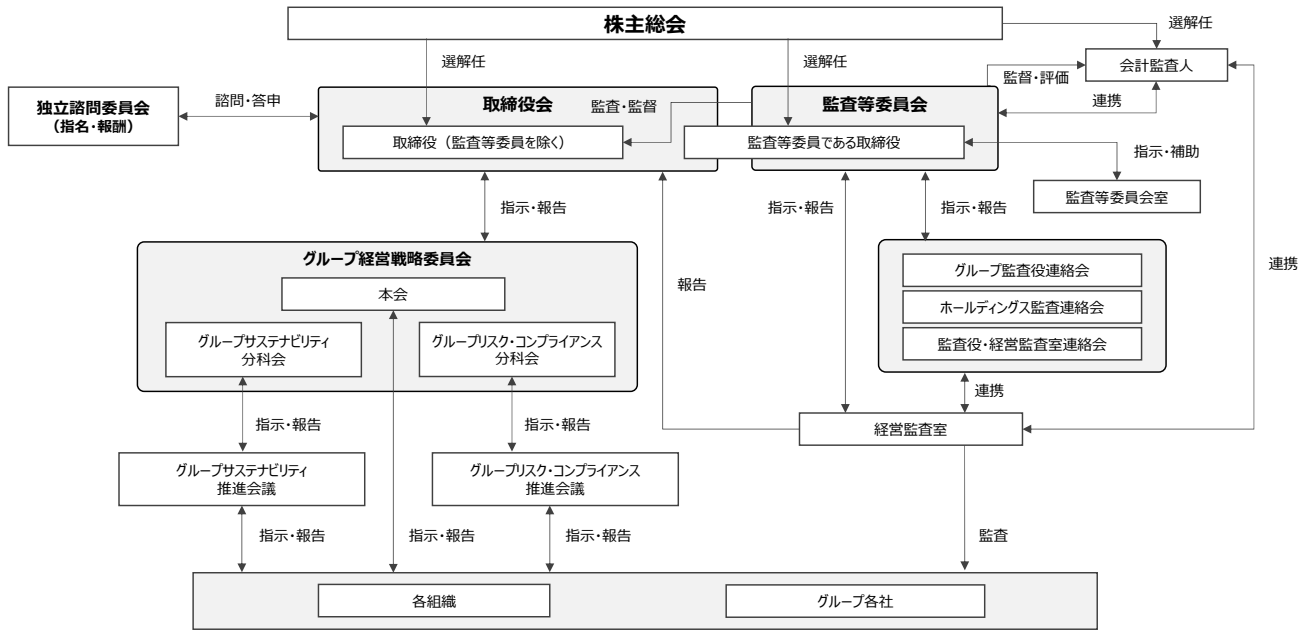 株主総会
選解任
選解任
選解任
会計監査人
監督・評価
連携
独立諮問委員会
(指名・報酬)
諮問・答申
取締役会
監査・監督
監査等委員会
取締役（監査等委員を除く）
監査等委員である取締役
指示・補助
監査等委員会室
指示・報告
指示・報告
指示・報告
グループ経営戦略委員会
本会
グループサステナビリティ
分科会
グループリスク・コンプライアンス
分科会
報告
グループ監査役連絡会
ホールディングス監査連絡会
監査役・経営監査室連絡会
連携
連携
指示・報告
指示・報告
経営監査室
グループサステナビリティ
推進会議
グループリスク・コンプライアンス
推進会議
指示・報告
指示・報告
指示・報告
監査
各組織
グループ各社